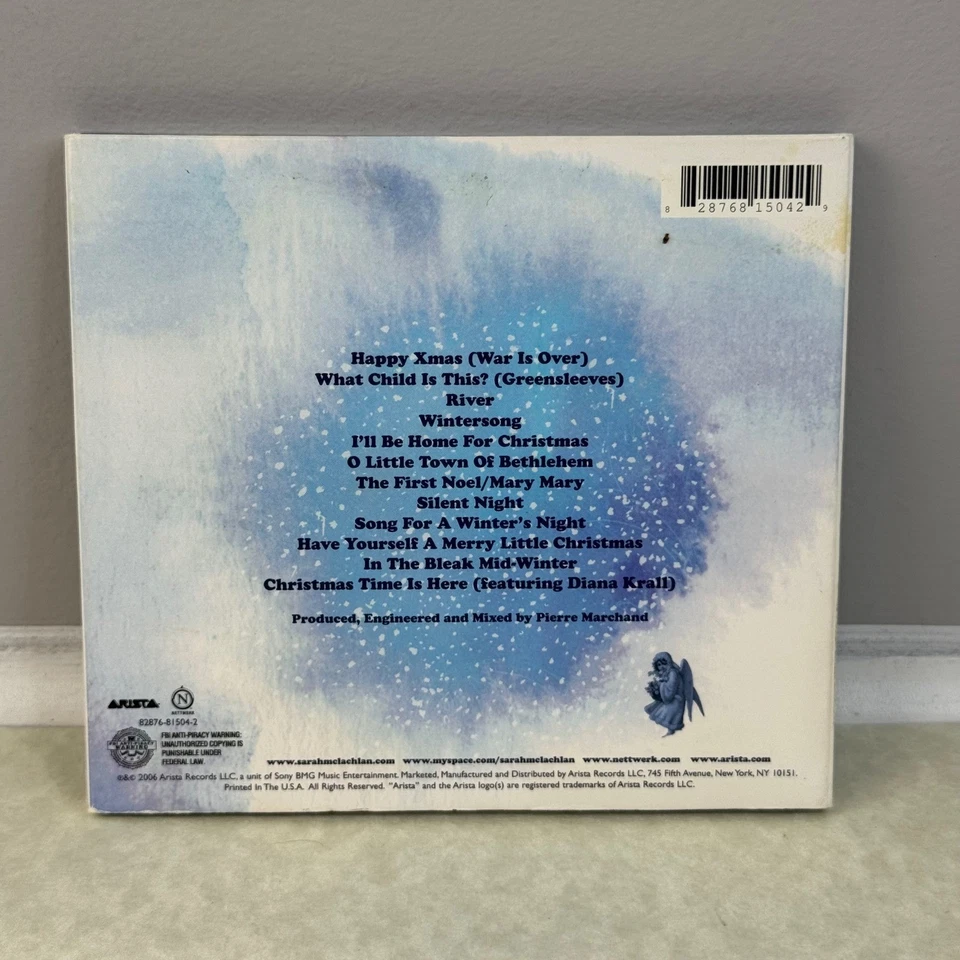 8 28768 15042 9
Happy Xmas (War Is Over)
What Child Is This? (Greensleeves)
River
Wintersong
I'll Be Home For Christmas
O Little Town Of Bethlehem
The First Noel/Mary Mary
Silent Night
Song For A Winter's Night
Have Yourself A Merry Little Christmas
In The Bleak Mid-Winter
Christmas Time Is Here (featuring Diana Krall)
Produced, Engineered and Mixed by Pierre Marchand
ARISTA
N
NETTWERK
82876-81504-2
FBI ANTI-PIRACY WARNING:
UNAUTHORIZED COPYING IS
PUNISHABLE UNDER
FEDERAL LAW.
www.sarahmclachlan.com www.myspace.com/sarahmclachlan www.nettwerk.com www.arista.com
℗&© 2006 Arista Records LLC, a unit of Sony BMG Music Entertainment. Marketed, Manufactured and Distributed by Arista Records LLC, 745 Fifth Avenue, New York, NY 10151.
Printed In The U.S.A. All Rights Reserved. "Arista" and the Arista logo(s) are registered trademarks of Arista Records LLC.